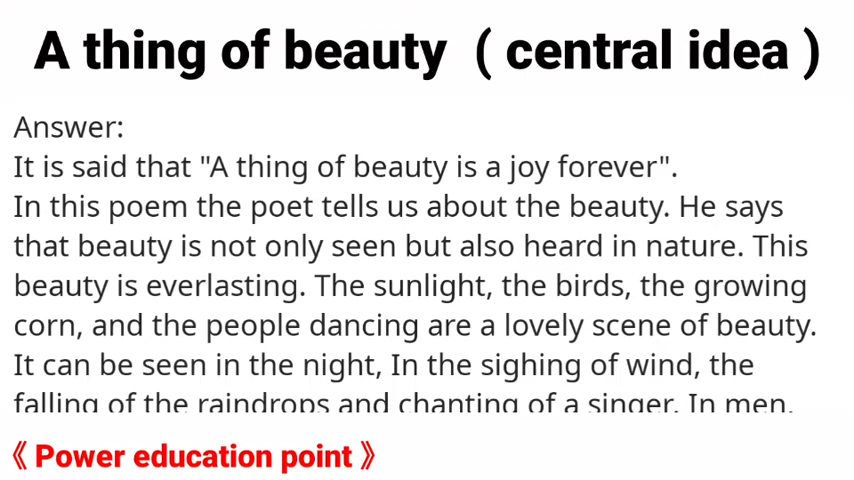 A thing of beauty ( central idea )
Answer:
It is said that "A thing of beauty is a joy forever".
In this poem the poet tells us about the beauty. He says
that beauty is not only seen but also heard in nature. This
beauty is everlasting. The sunlight, the birds, the growing
corn, and the people dancing are a lovely scene of beauty.
It can be seen in the night, In the sighing of wind, the
falling of the raindrops and chanting of a singer. In men,
《 Power education point 》